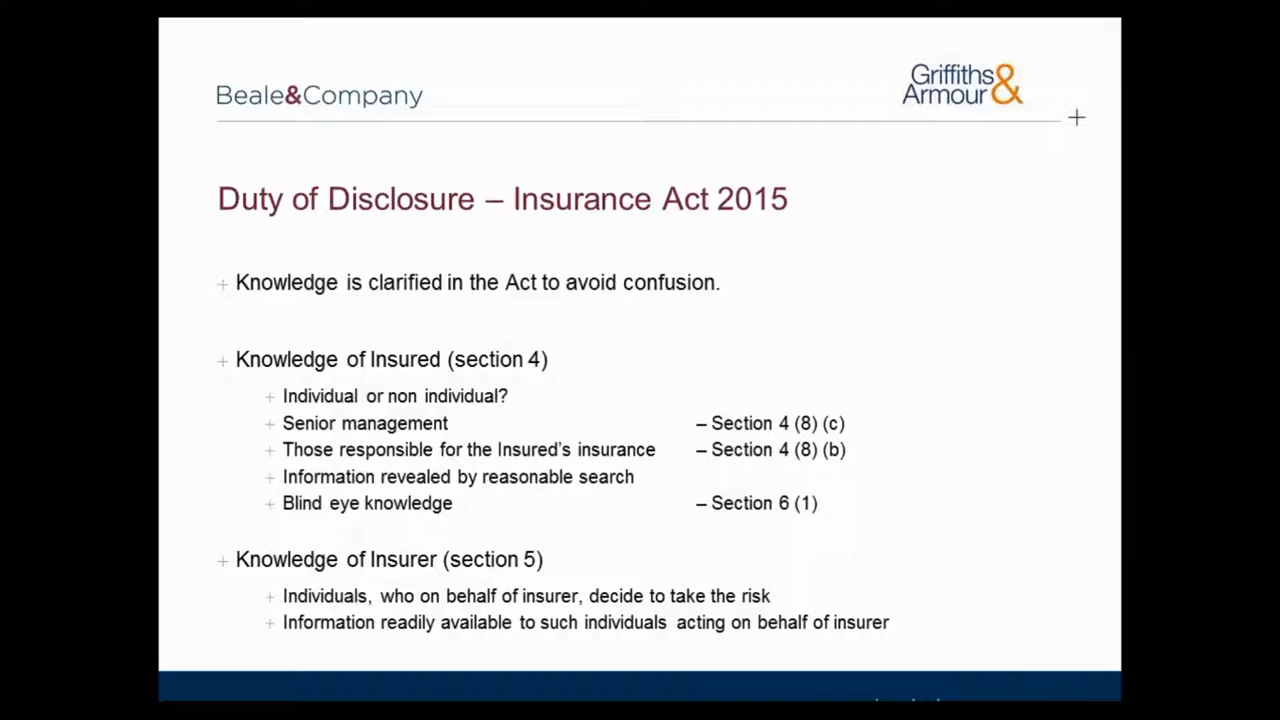 Beale&Company
Griffiths&
Armour
Duty of Disclosure – Insurance Act 2015
Knowledge is clarified in the Act to avoid confusion.
Knowledge of Insured (section 4)
Individual or non individual?
Senior management – Section 4 (8) (c)
Those responsible for the Insured's insurance – Section 4 (8) (b)
Information revealed by reasonable search
Blind eye knowledge – Section 6 (1)
Knowledge of Insurer (section 5)
Individuals, who on behalf of insurer, decide to take the risk
Information readily available to such individuals acting on behalf of insurer